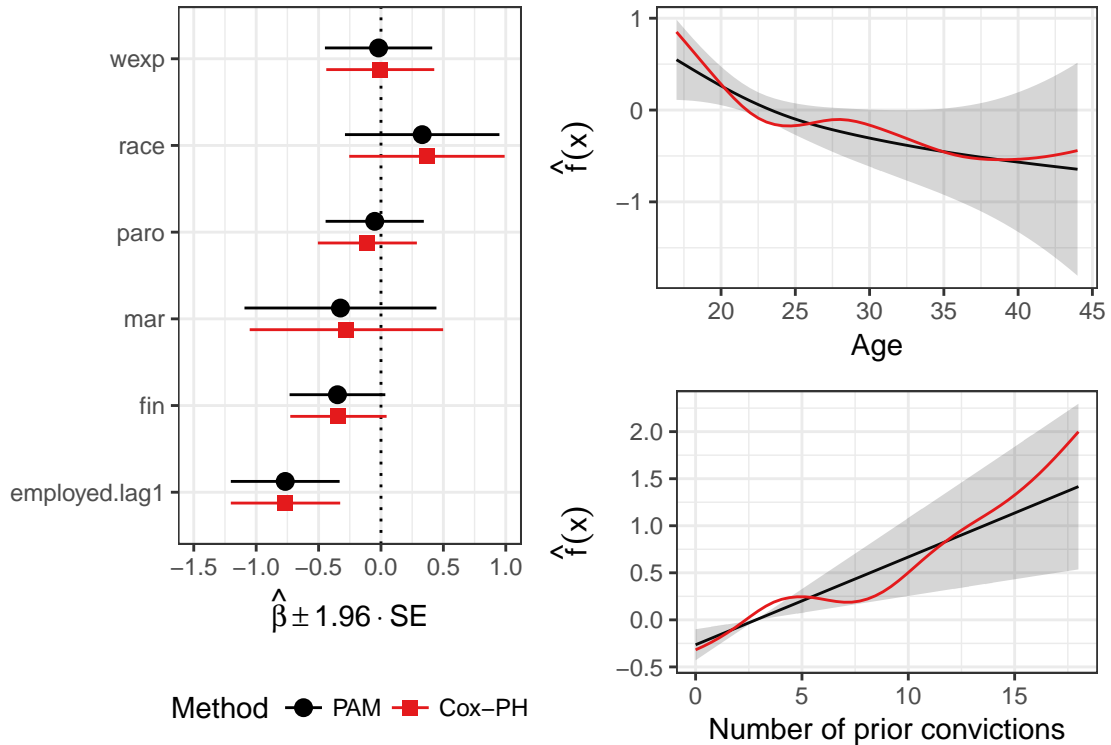 wexp
race
paro
mar
fin
employed.lag1
−1.5 −1.0 −0.5 0.0 0.5 1.0
β̂ ± 1.96 · SE
Method PAM Cox−PH
f̂(x)
1
0
−1
20 25 30 35 40 45
Age
f̂(x)
2.0
1.5
1.0
0.5
0.0
−0.5
0 5 10 15
Number of prior convictions